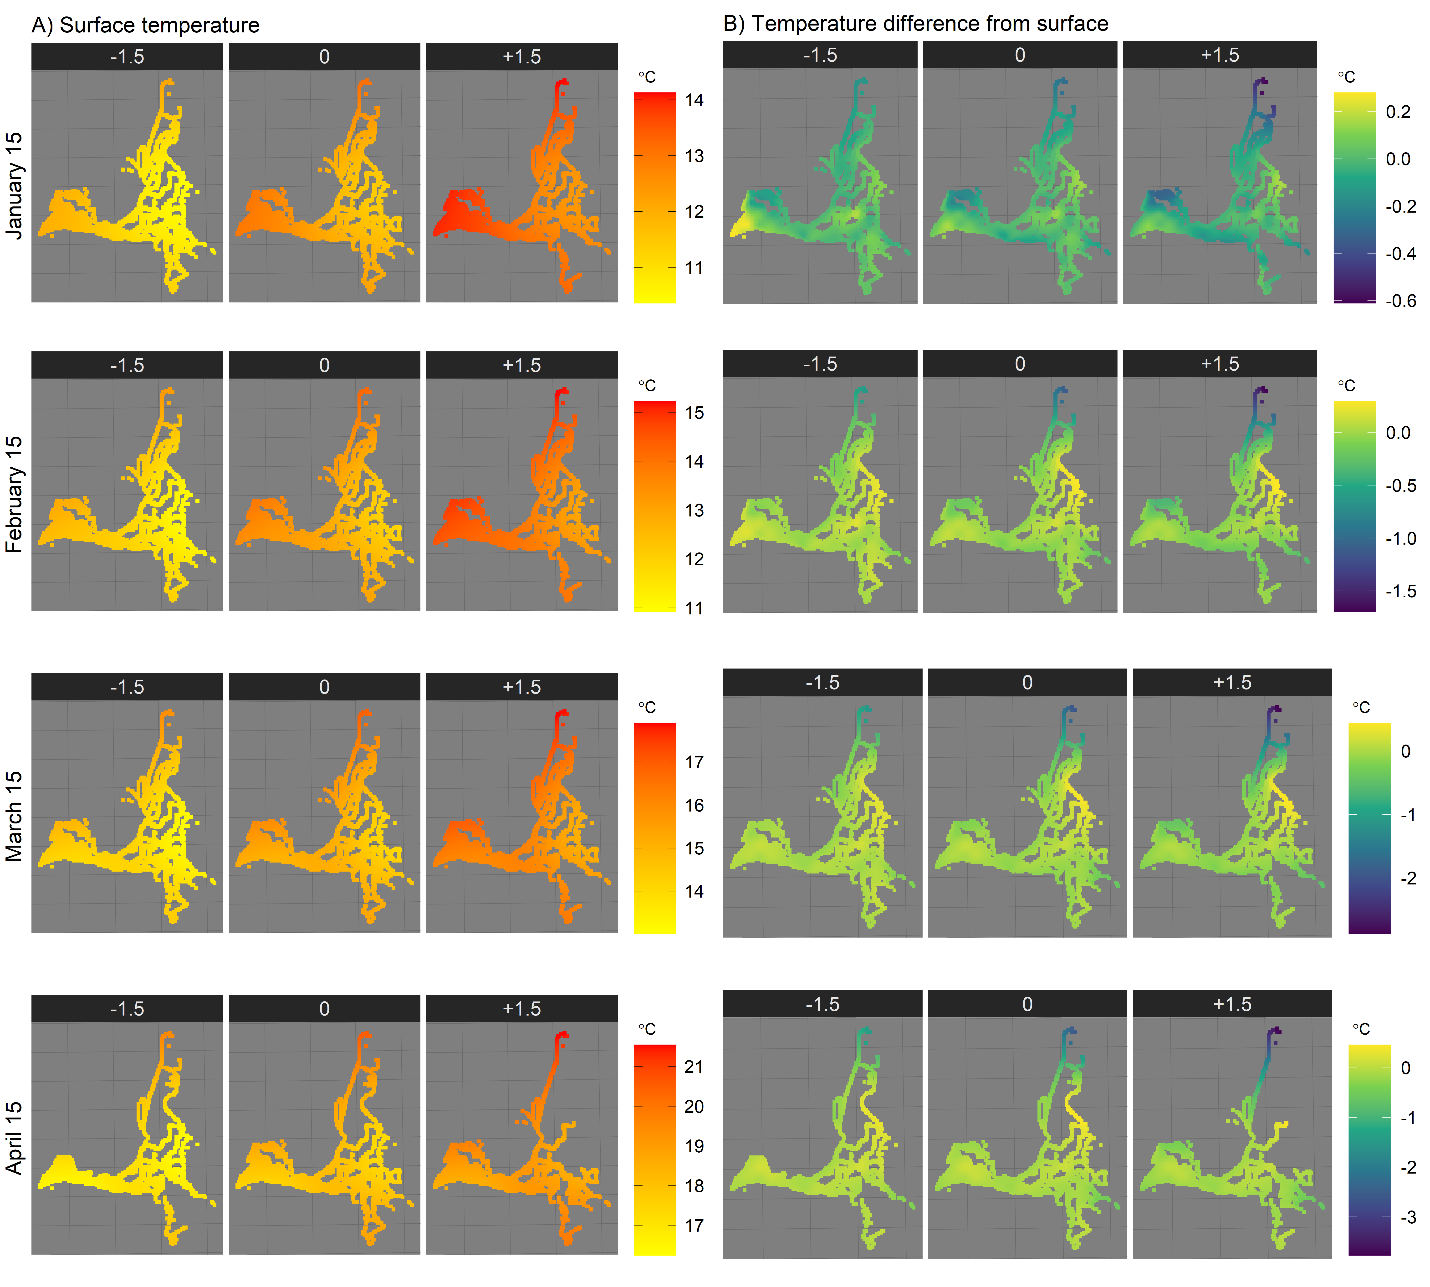 A) Surface temperature
B) Temperature difference from surface
January 15
-1.5 0 +1.5
°C
14
13
12
11
-1.5 0 +1.5
°C
0.2
0.0
-0.2
-0.4
-0.6
February 15
-1.5 0 +1.5
°C
15
14
13
12
11
-1.5 0 +1.5
°C
0.0
-0.5
-1.0
-1.5
March 15
-1.5 0 +1.5
°C
17
16
15
14
-1.5 0 +1.5
°C
0
-1
-2
April 15
-1.5 0 +1.5
°C
21
20
19
18
17
-1.5 0 +1.5
°C
0
-1
-2
-3